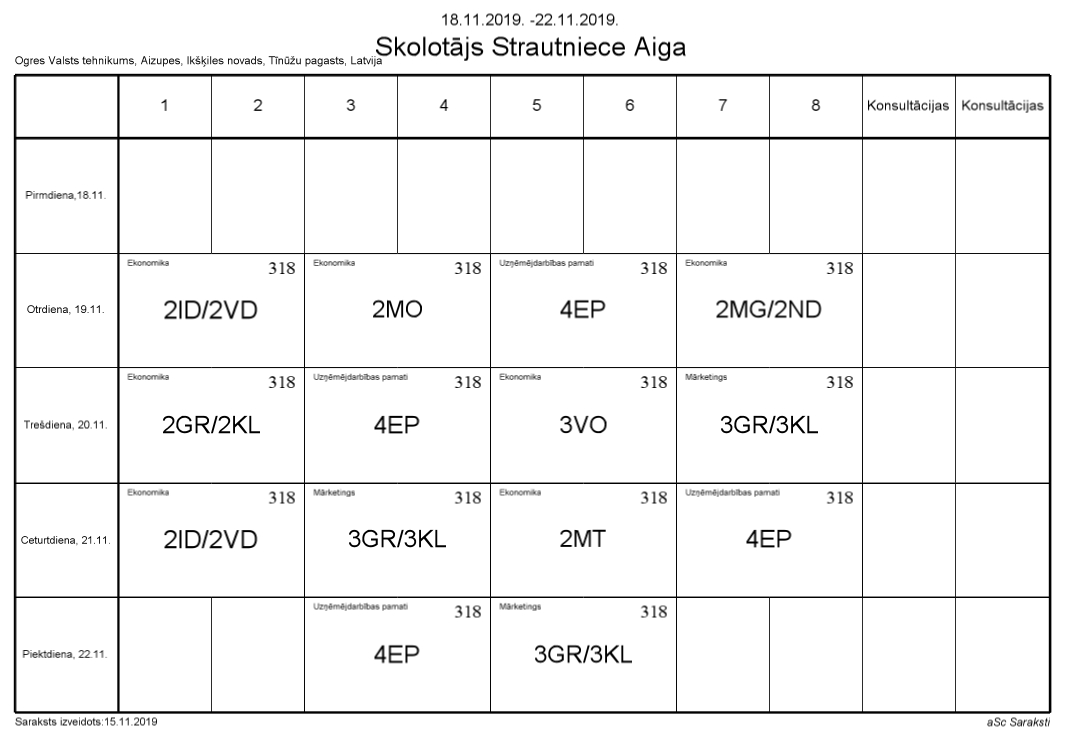 18.11.2019. -22.11.2019.
Skolotājs Strautniece Aiga
Ogres Valsts tehnikums, Aizupes, Ikšķiles novads, Tīnūžu pagasts, Latvija
1 2 3 4 5 6 7 8 Konsultācijas Konsultācijas
Pirmdiena,18.11.
Ekonomika 318 Ekonomika 318 Uzņēmējdarbības pamati 318 Ekonomika 318
Otrdiena, 19.11. 2ID/2VD 2MO 4EP 2MG/2ND
Ekonomika 318 Uzņēmējdarbības pamati 318 Ekonomika 318 Mārketings 318
Trešdiena, 20.11. 2GR/2KL 4EP 3VO 3GR/3KL
Ekonomika 318 Mārketings 318 Ekonomika 318 Uzņēmējdarbības pamati 318
Ceturtdiena, 21.11. 2ID/2VD 3GR/3KL 2MT 4EP
Uzņēmējdarbības pamati 318 Mārketings 318
Piektdiena, 22.11. 4EP 3GR/3KL
Saraksts izveidots:15.11.2019 aSc Saraksti